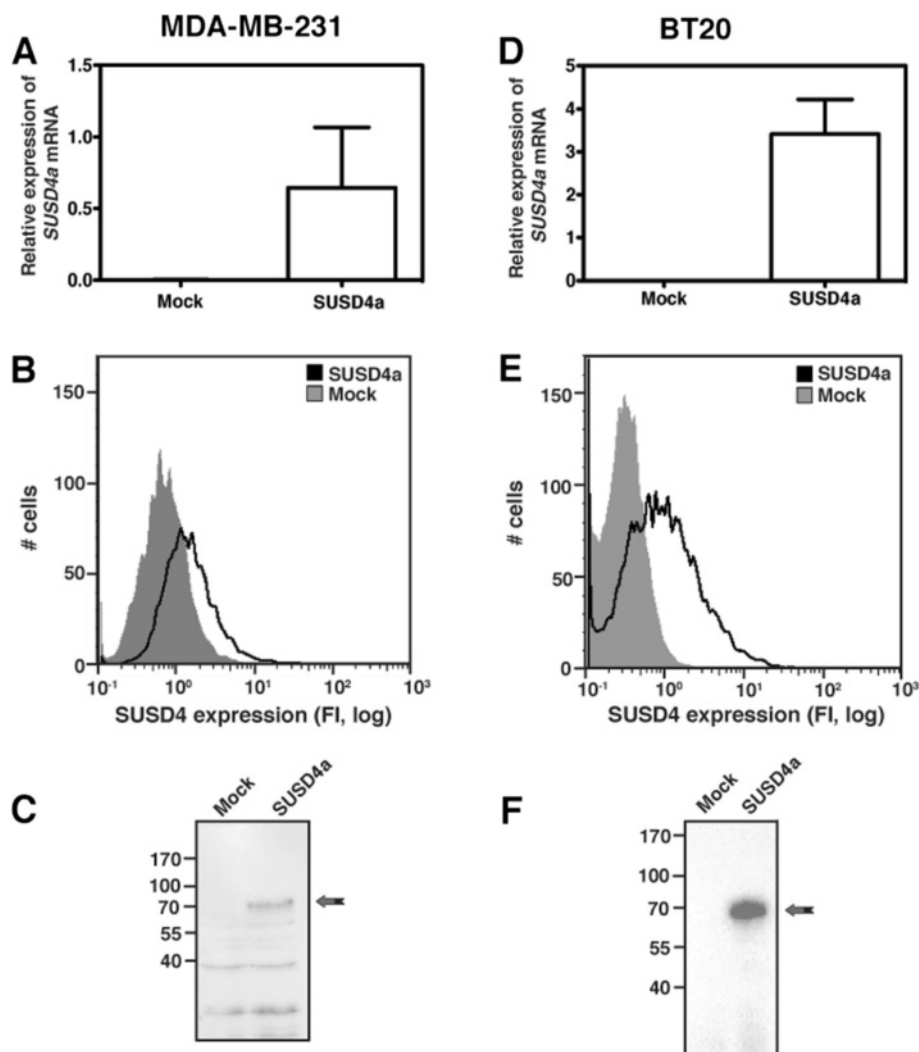 MDA-MB-231
BT20
A
Relative expression of
SUSD4a mRNA
1.5
1.0
0.5
0.0
Mock
SUSD4a
D
Relative expression of
SUSD4a mRNA
5
4
3
2
1
0
Mock
SUSD4a
B
# cells
150
100
50
0
SUSD4a
Mock
10-1
100
101
102
103
SUSD4 expression (FI, log)
E
# cells
150
100
50
0
SUSD4a
Mock
10-1
100
101
102
103
SUSD4 expression (FI, log)
C
Mock
SUSD4a
170
100
70
55
40
F
Mock
SUSD4a
170
100
70
55
40